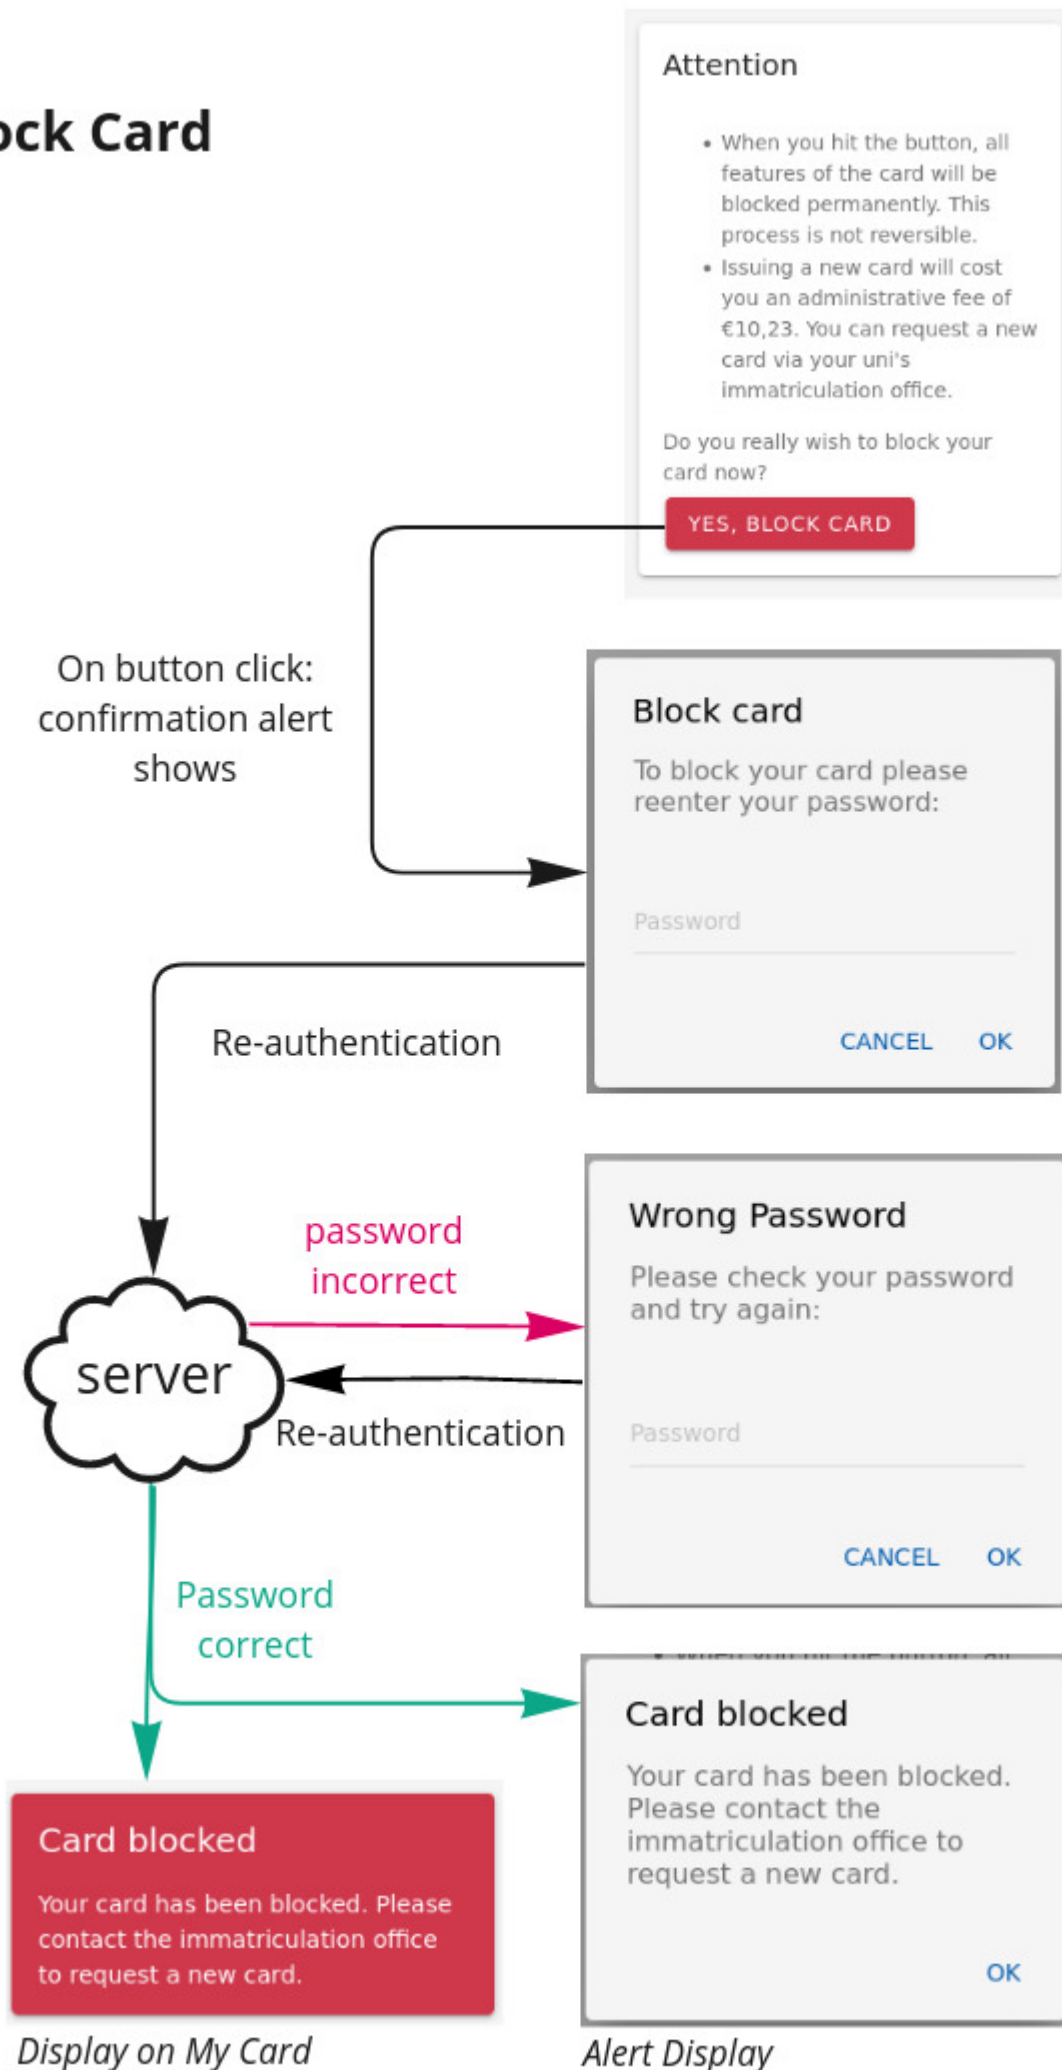 ock Card
Attention
• When you hit the button, all
features of the card will be
blocked permanently. This
process is not reversible.
• Issuing a new card will cost
you an administrative fee of
€10,23. You can request a new
card via your uni's
immatriculation office.
Do you really wish to block your
card now?
YES, BLOCK CARD
On button click:
confirmation alert
shows
Block card
To block your card please
reenter your password:
Password
CANCEL OK
Re-authentication
password
incorrect
Wrong Password
Please check your password
and try again:
server
Re-authentication
Password
CANCEL OK
Password
correct
• When you hit the button, all
Card blocked
Your card has been blocked.
Please contact the
immatriculation office to
request a new card.
OK
Card blocked
Your card has been blocked. Please
contact the immatriculation office
to request a new card.
Display on My Card
Alert Display